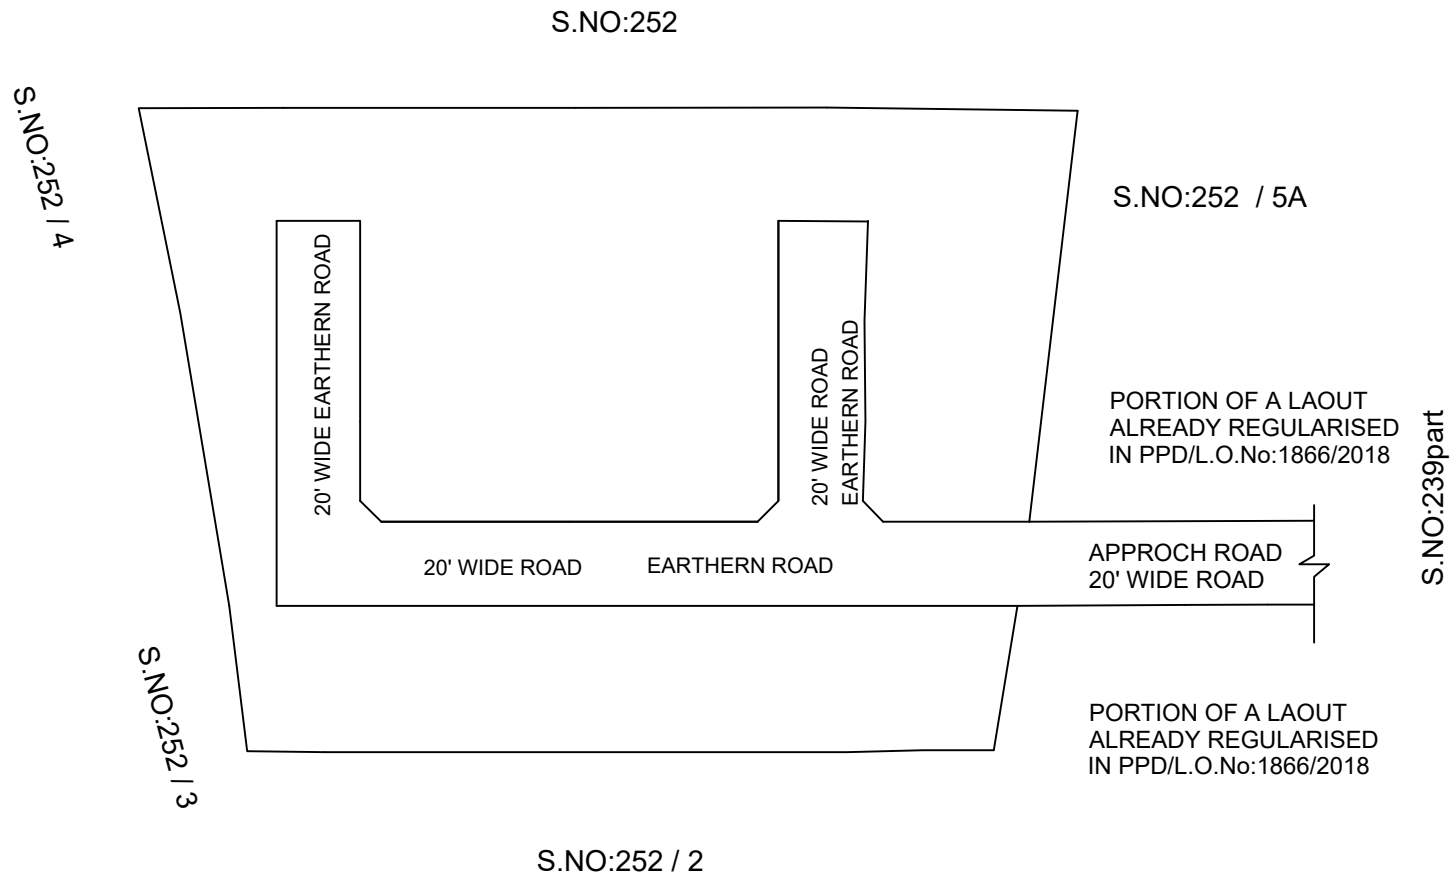 S.NO:252
S.NO:252 / 4
S.NO:252 / 5A
20' WIDE EARTHERN ROAD
20' WIDE ROAD
EARTHERN ROAD
PORTION OF A LAOUT
ALREADY REGULARISED
IN PPD/L.O.No:1866/2018
S.NO:239part
20' WIDE ROAD
EARTHERN ROAD
APPROCH ROAD
20' WIDE ROAD
S.NO:252 / 3
PORTION OF A LAOUT
ALREADY REGULARISED
IN PPD/L.O.No:1866/2018
S.NO:252 / 2